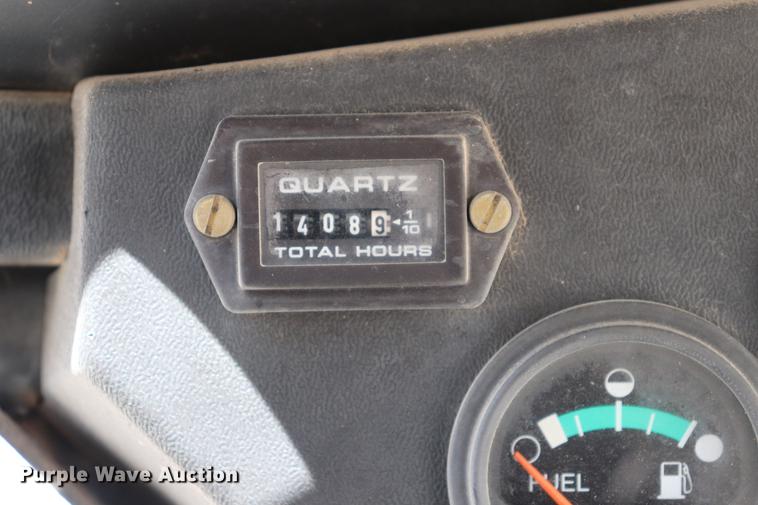 QUARTZ
14089 1/10
TOTAL HOURS
FUEL
Purple Wave Auction